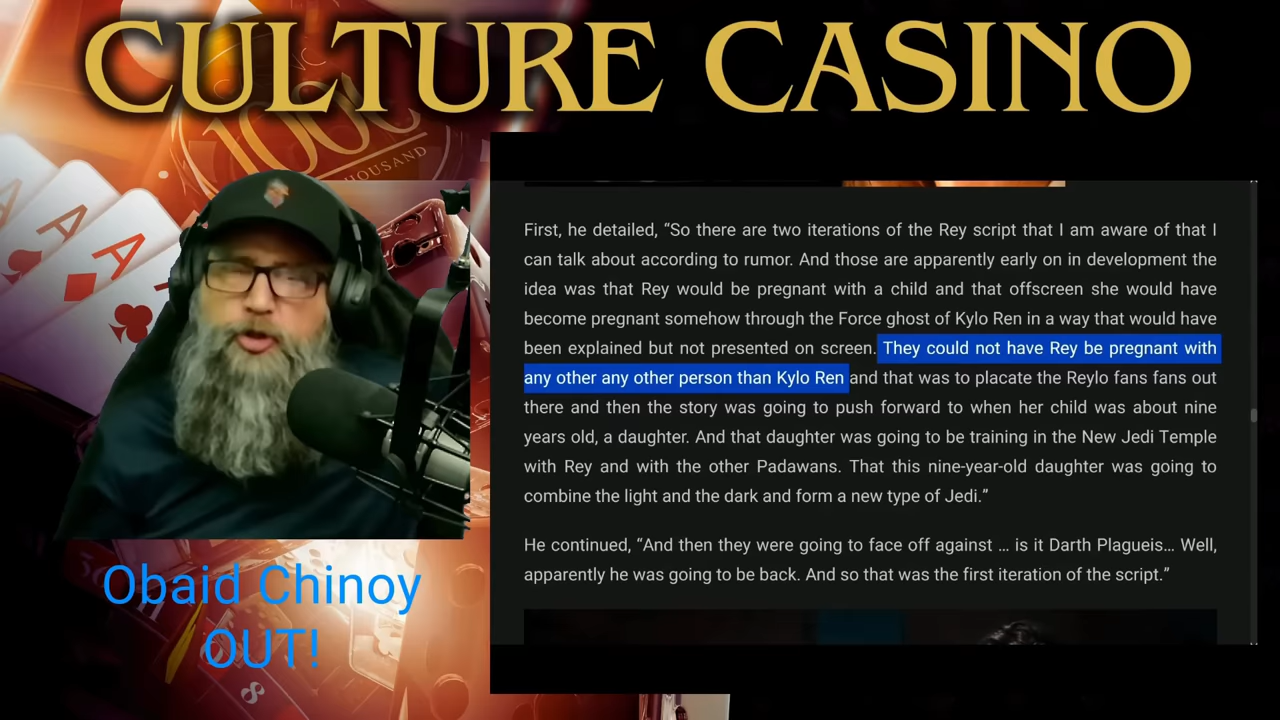 CULTURE CASINO
1000
THOUSAND
A
A
A
First, he detailed, “So there are two iterations of the Rey script that I am aware of that I
can talk about according to rumor. And those are apparently early on in development the
idea was that Rey would be pregnant with a child and that offscreen she would have
become pregnant somehow through the Force ghost of Kylo Ren in a way that would have
been explained but not presented on screen. They could not have Rey be pregnant with
any other any other person than Kylo Ren and that was to placate the Reylo fans fans out
there and then the story was going to push forward to when her child was about nine
years old, a daughter. And that daughter was going to be training in the New Jedi Temple
with Rey and with the other Padawans. That this nine-year-old daughter was going to
combine the light and the dark and form a new type of Jedi.”
He continued, “And then they were going to face off against … is it Darth Plagueis… Well,
apparently he was going to be back. And so that was the first iteration of the script.”
Obaid Chinoy
OUT!
8